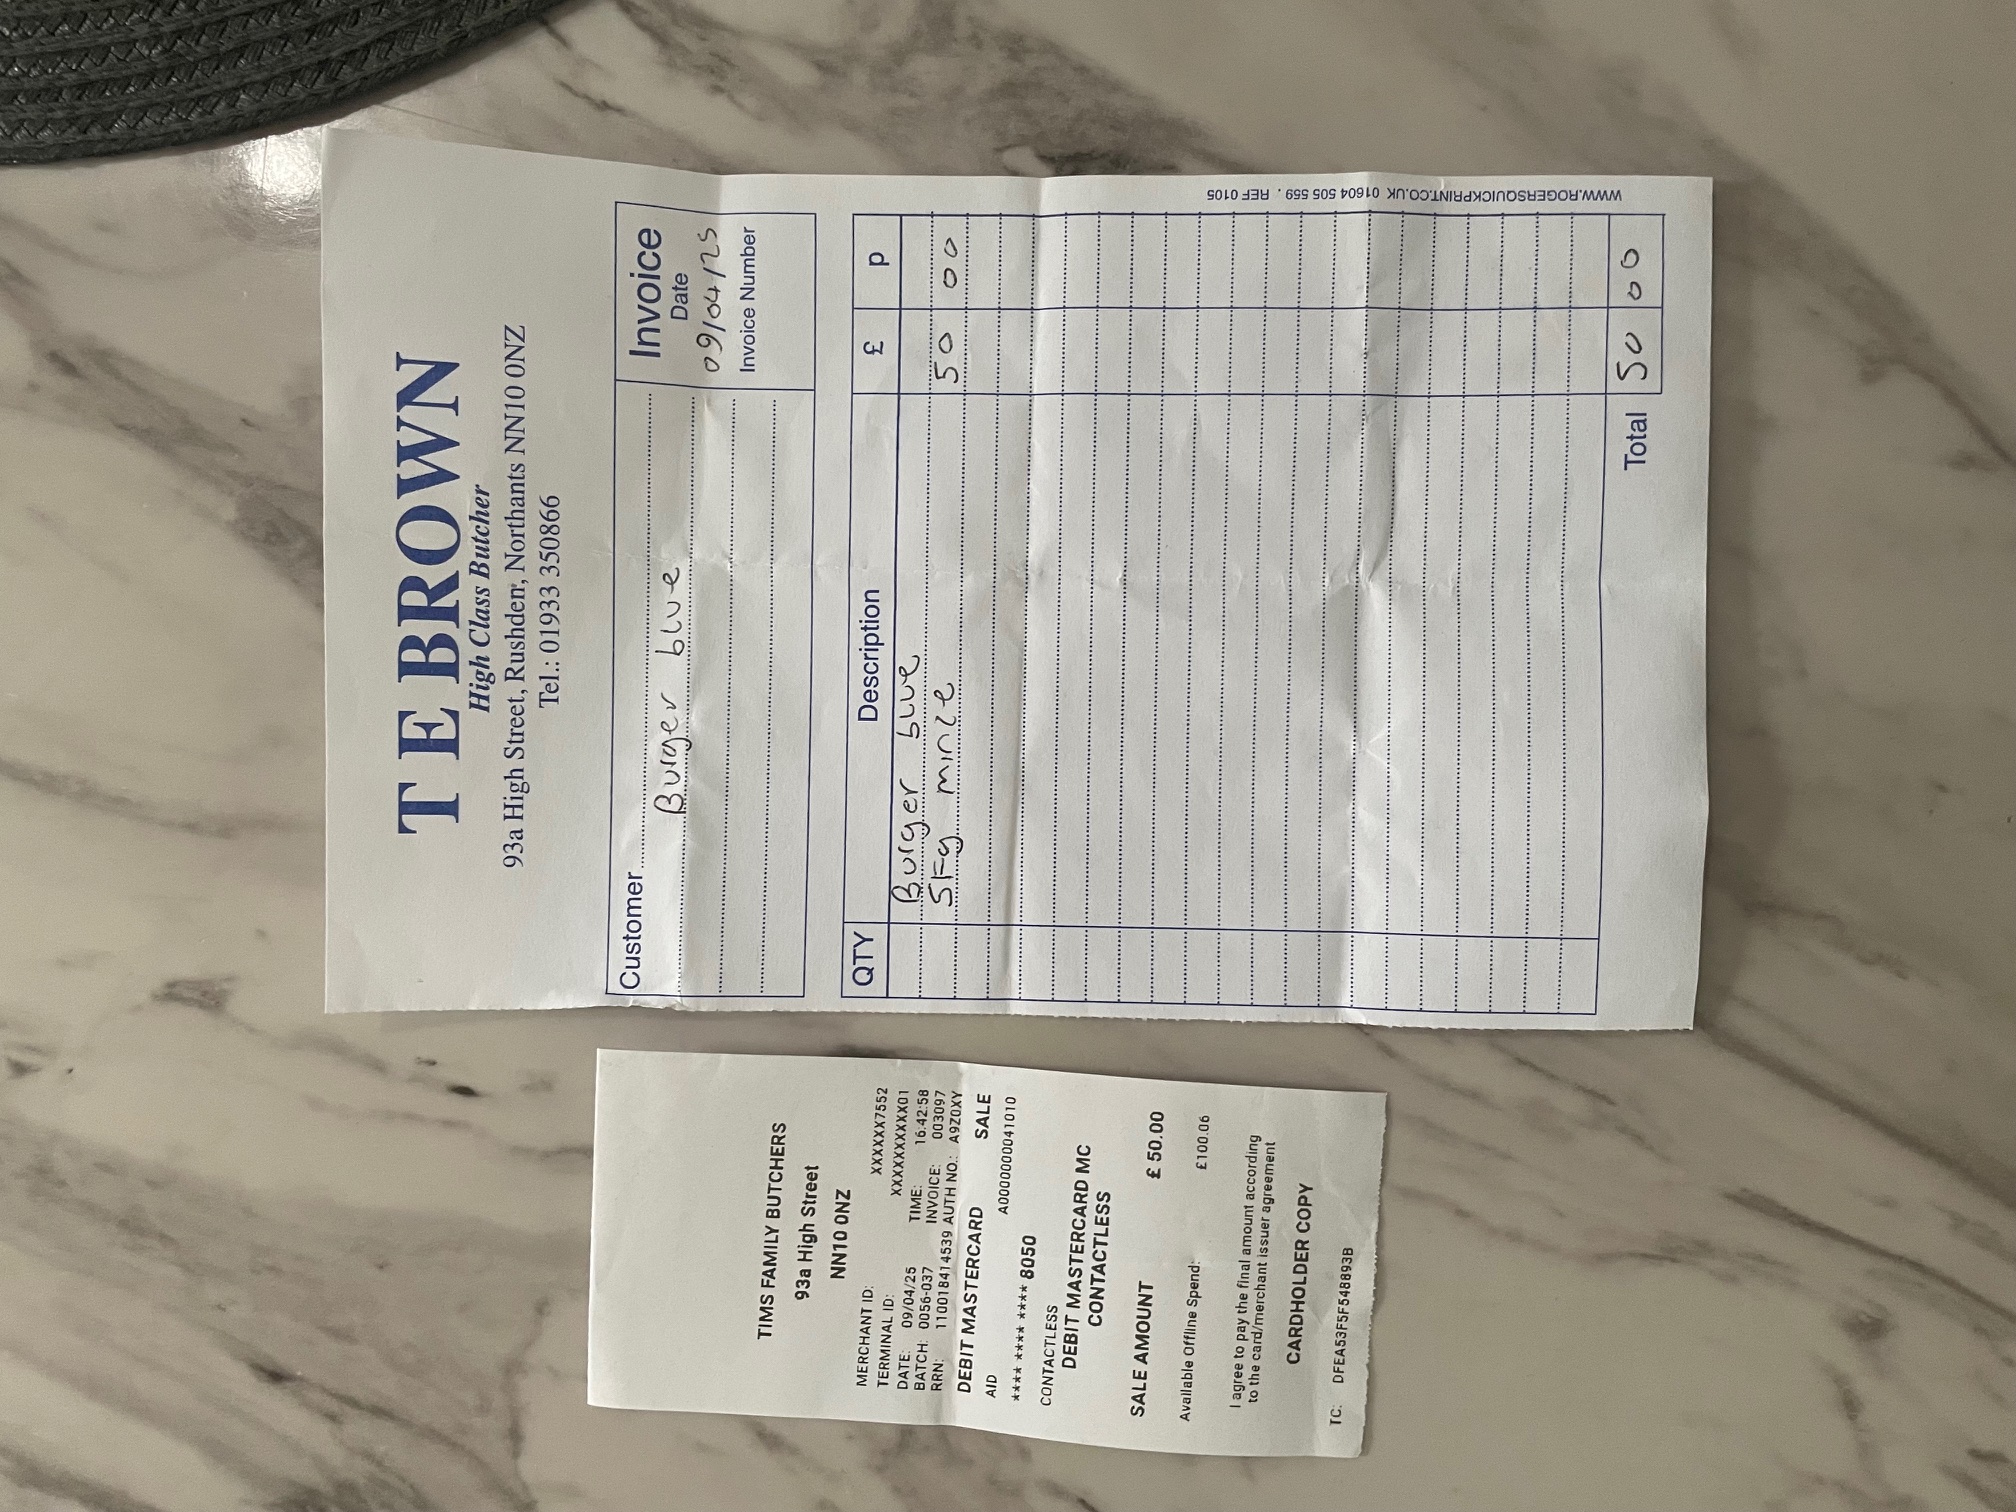 TIMS FAMILY BUTCHERS
93a High Street
NN10 0NZ
MERCHANT ID: XXXXXX7552
TERMINAL ID: XXXXXXXXXX01
DATE: 09/04/25 TIME: 16:42:58
BATCH: 0056-037 INVOICE: 003097
RRN: 110018414539 AUTH NO.: A9Z0XY
DEBIT MASTERCARD SALE
AID A0000000041010
**** **** **** 8050
CONTACTLESS
DEBIT MASTERCARD MC
CONTACTLESS
SALE AMOUNT £ 50.00
Available Offline Spend: £100.06
I agree to pay the final amount according
to the card/merchant issuer agreement
CARDHOLDER COPY
TC: DFEA53F5F548893B
T E BROWN
High Class Butcher
93a High Street, Rushden, Northants NN10 0NZ
Tel.: 01933 350866
Customer
Burger blue
Invoice
Date
09/04/25
Invoice Number
QTY Description £ p
Burger blue
5kg minze 50 00
Total 50 00
WWW.ROGERSQUICKPRINT.CO.UK 01604 505 559 . REF 0105